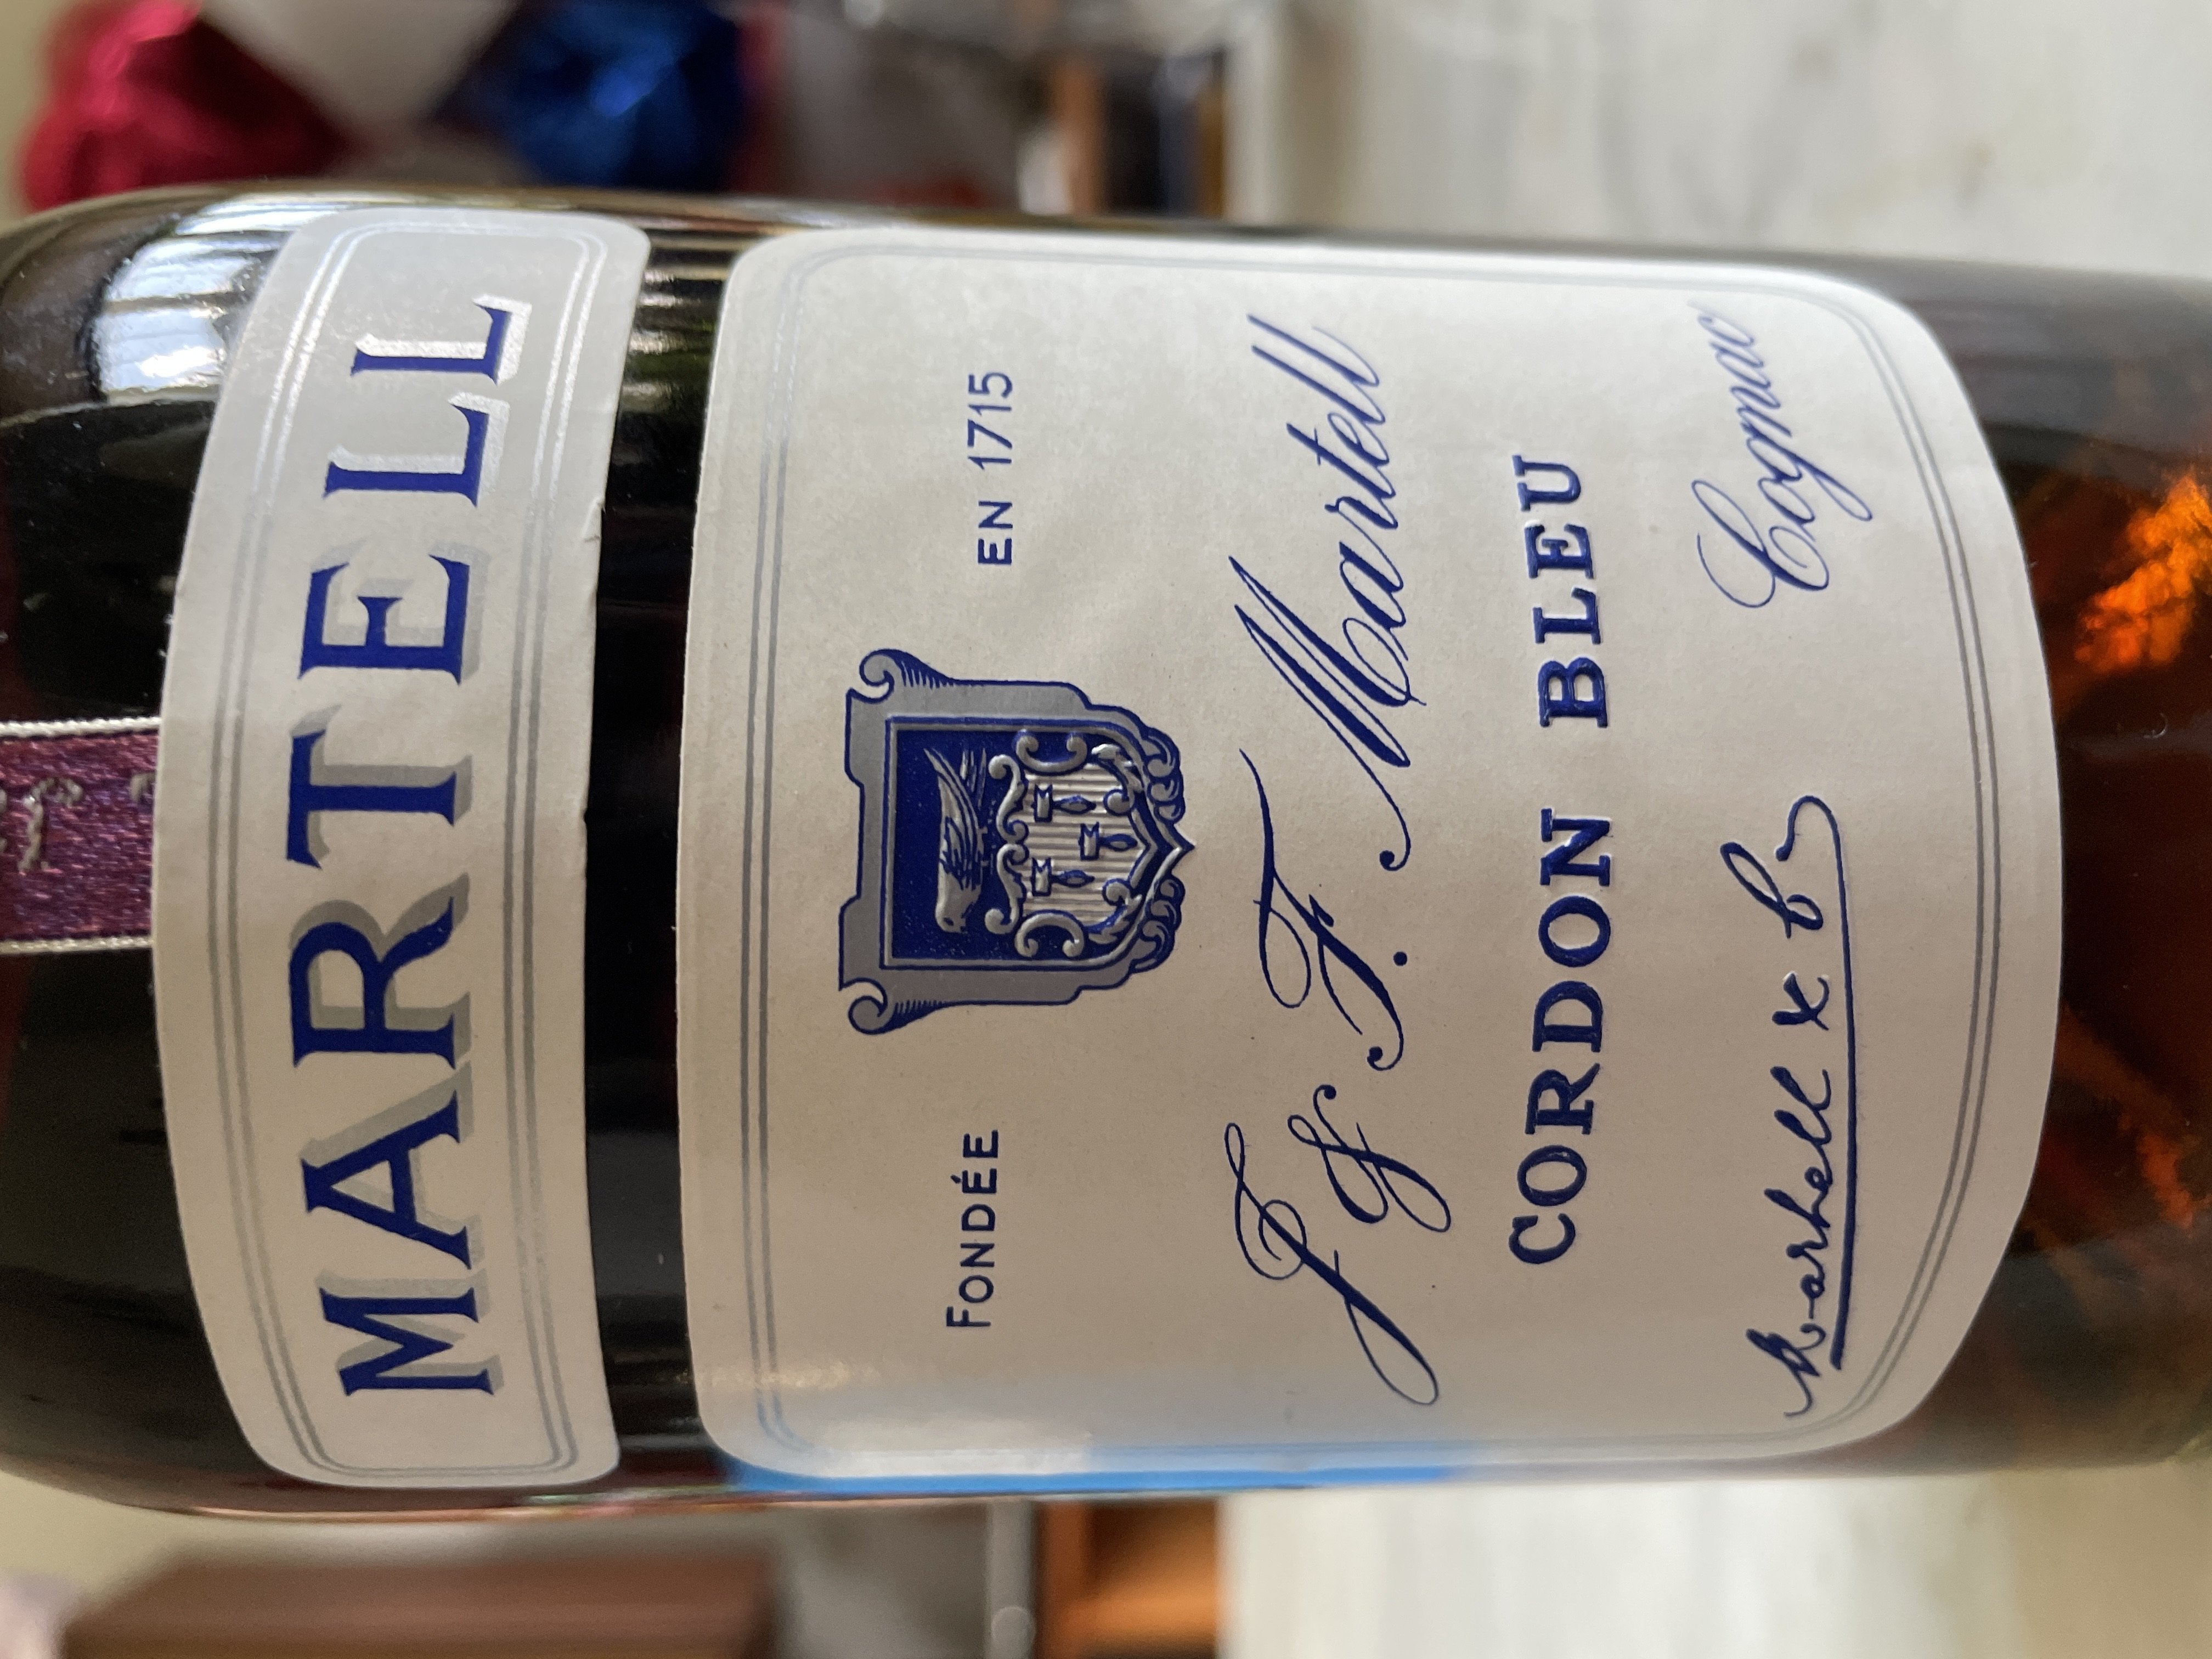 MARTELL
FONDÉE EN 1715
J & F. Martell
CORDON BLEU
Martell & Co Cognac